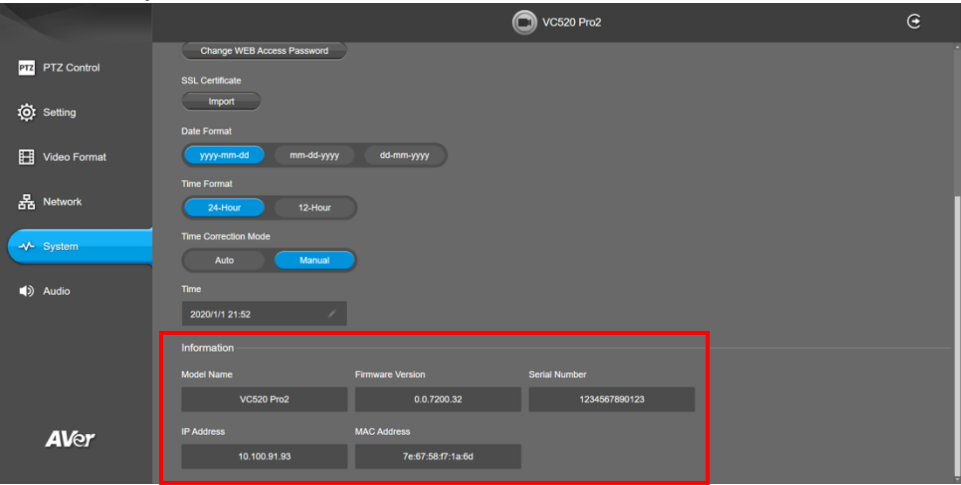 VC520 Pro2
PTZ PTZ Control
Setting
Video Format
Network
System
Audio
AVer
Change WEB Access Password
SSL Certificate
Import
Date Format
yyyy-mm-dd mm-dd-yyyy dd-mm-yyyy
Time Format
24-Hour 12-Hour
Time Correction Mode
Auto Manual
Time
2020/1/1 21:52
Information
Model Name Firmware Version Serial Number
VC520 Pro2 0.0.7200.32 1234567890123
IP Address MAC Address
10.100.91.93 7e:67:58:f7:1a:6d